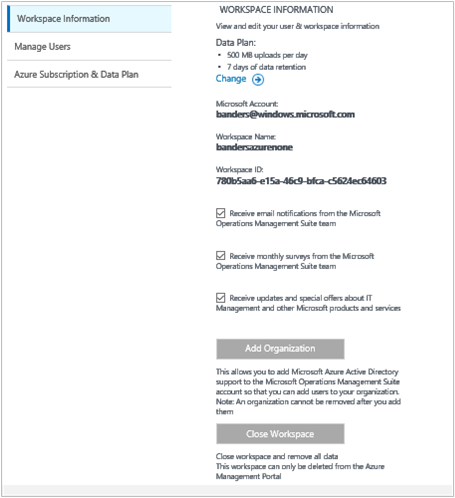 Workspace Information
Manage Users
Azure Subscription & Data Plan
WORKSPACE INFORMATION
View and edit your user & workspace information
Data Plan:
• 500 MB uploads per day
• 7 days of data retention
Change
Microsoft Account:
banders@windows.microsoft.com
Workspace Name:
bandersazurenone
Workspace ID:
780b5aa6-e15a-46c9-bfca-c5624ec64603
Receive email notifications from the Microsoft
Operations Management Suite team
Receive monthly surveys from the Microsoft
Operations Management Suite team
Receive updates and special offers about IT
Management and other Microsoft products and services
Add Organization
This allows you to add Microsoft Azure Active Directory
support to the Microsoft Operations Management Suite
account so that you can add users to your organization.
Note: An organization cannot be removed after you add
them
Close Workspace
Close workspace and remove all data
This workspace can only be deleted from the Azure
Management Portal